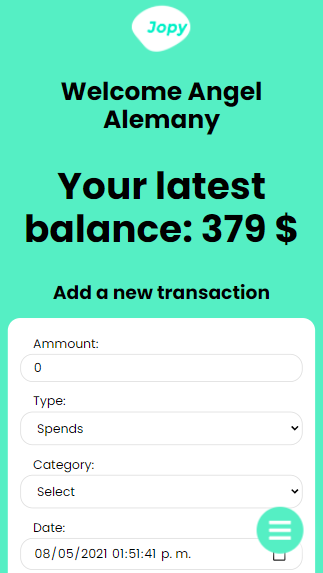 Jopy
Welcome Angel
Alemany
Your latest
balance: 379 $
Add a new transaction
Ammount:
0
Type:
Spends
Category:
Select
Date:
08/05/2021 01:51:41 p. m.